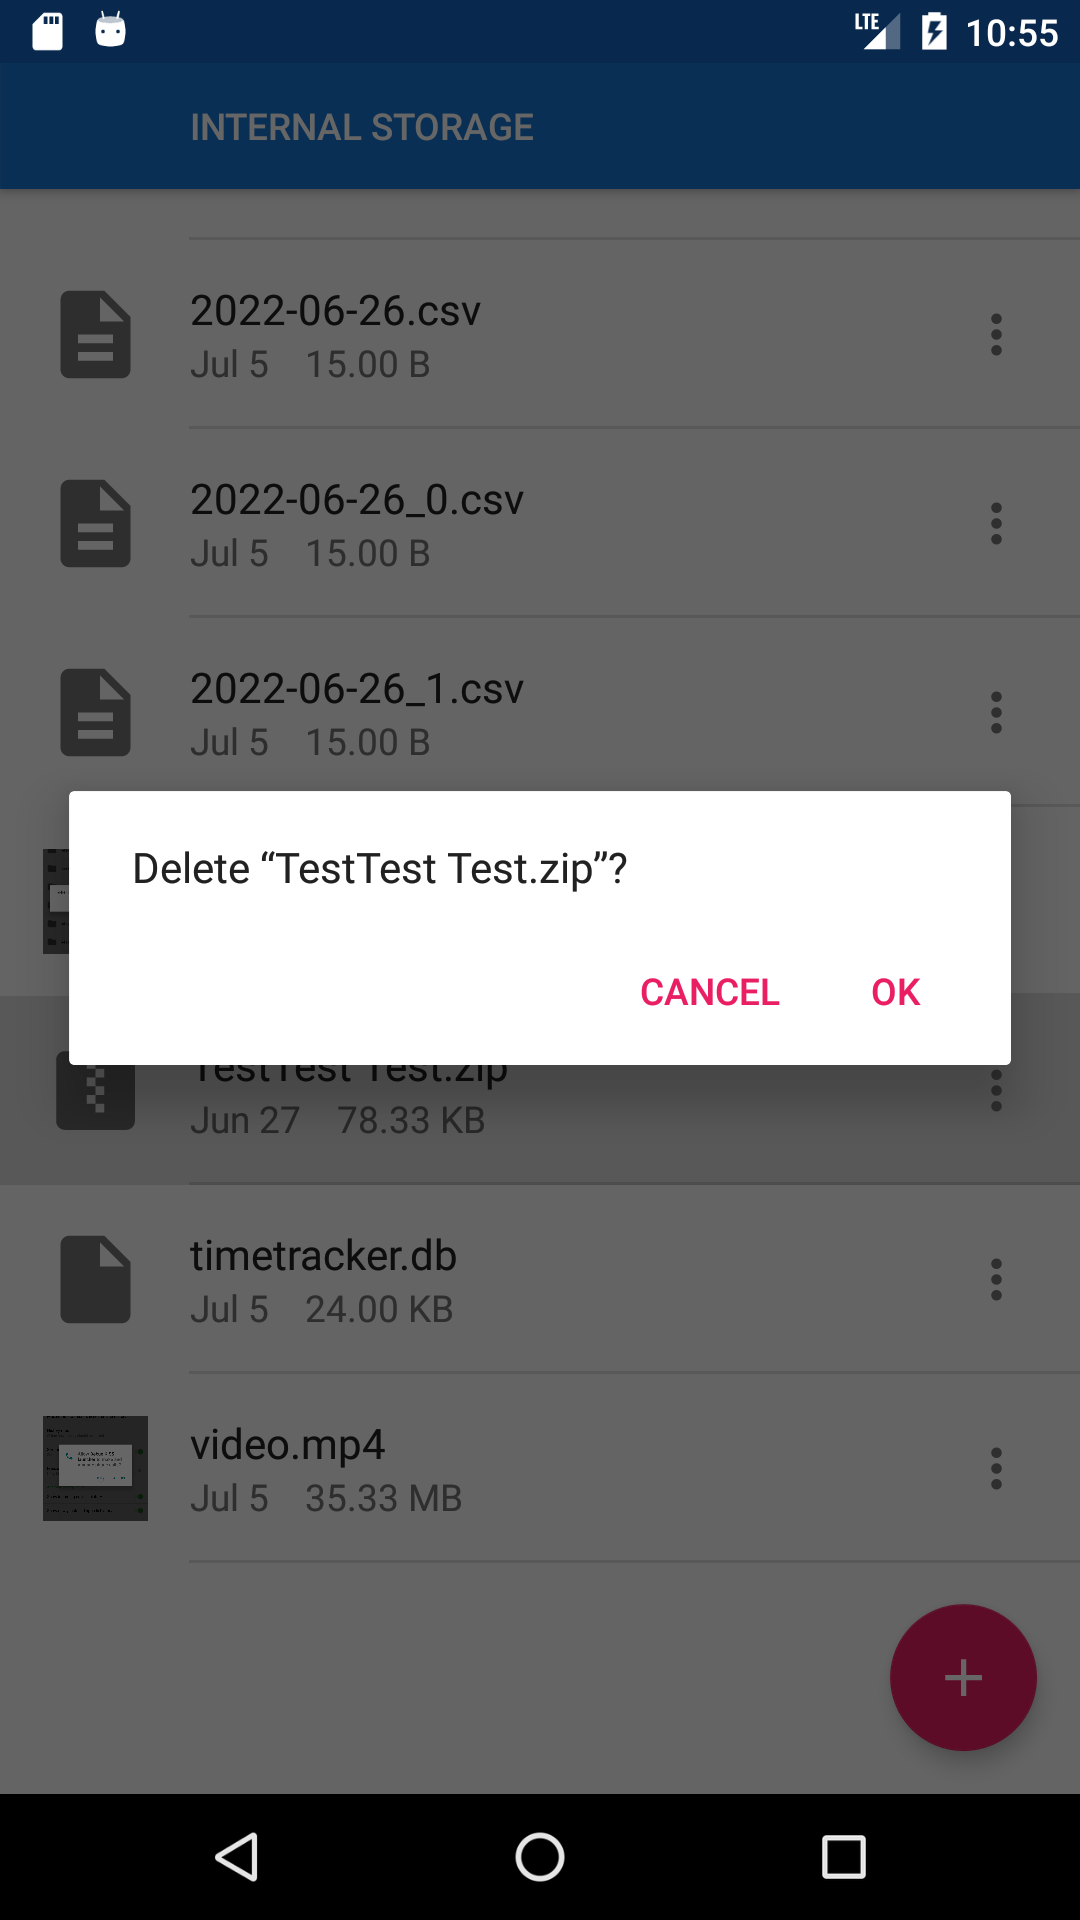 LTE 10:55
INTERNAL STORAGE
2022-06-26.csv
Jul 5 15.00 B
2022-06-26_0.csv
Jul 5 15.00 B
2022-06-26_1.csv
Jul 5 15.00 B
Delete “TestTest Test.zip”?
CANCEL OK
TestTest Test.zip
Jun 27 78.33 KB
timetracker.db
Jul 5 24.00 KB
video.mp4
Jul 5 35.33 MB